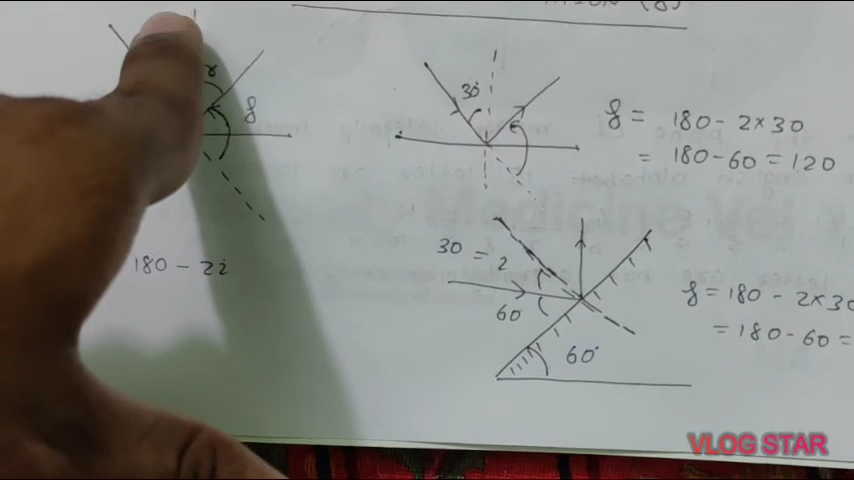 r
δ
180 - 2i
30°
δ = 180 - 2×30
= 180 - 60 = 120
30 = i
60
60°
δ = 180 - 2×30
= 180 - 60 =
VLOG STAR